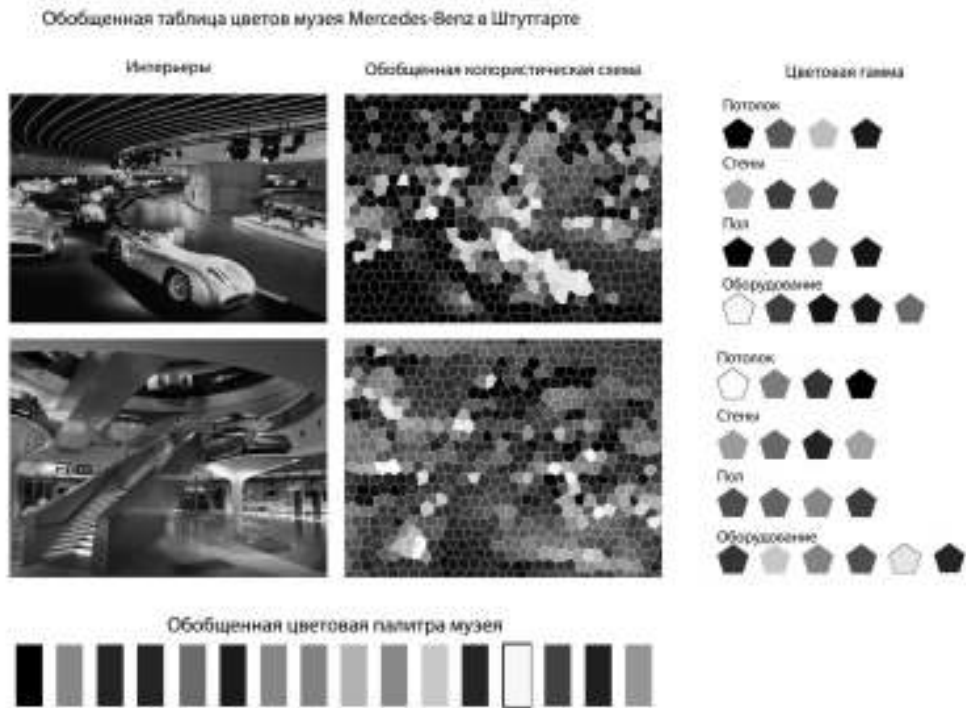 Обобщенная таблица цветов музея Mercedes-Benz в Штутгарте
Интерьеры
Обобщенная колористическая схема
Цветовая гамма
Потолок
Стены
Пол
Оборудование
Потолок
Стены
Пол
Оборудование
Обобщенная цветовая палитра музея